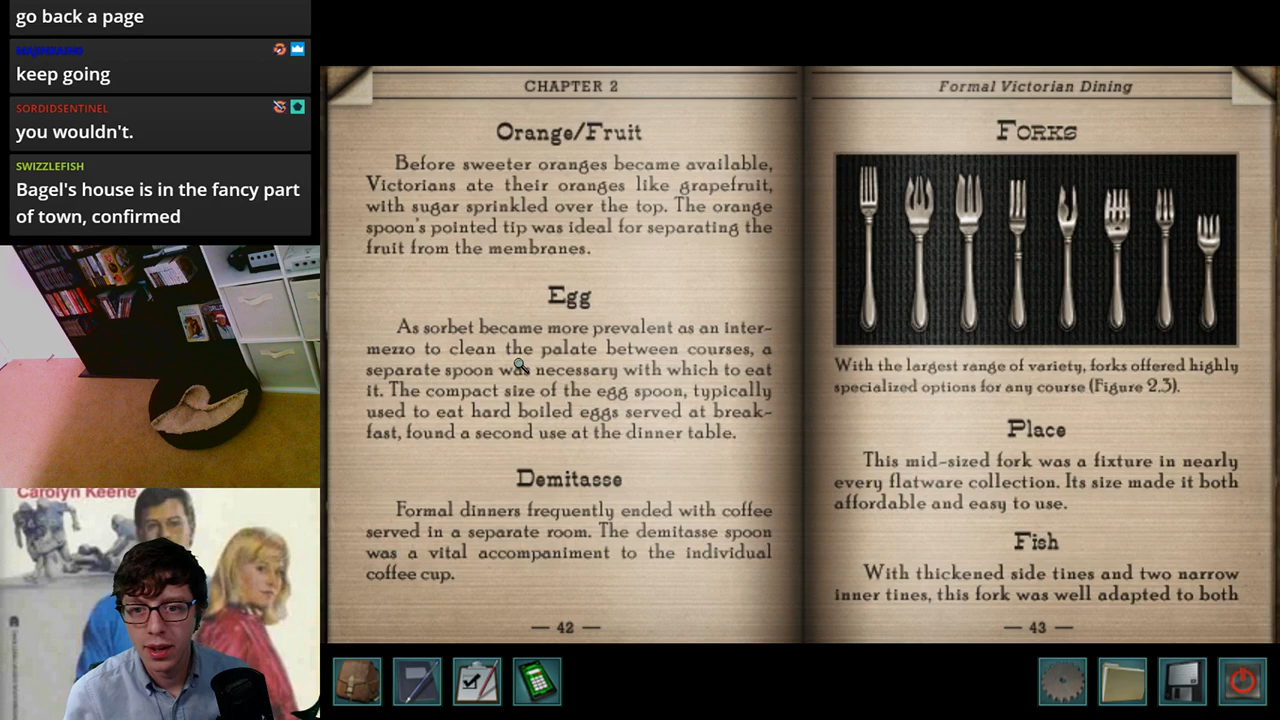 go back a page
MAJINKAIN9
keep going
SORDIDSENTINEL
you wouldn't.
SWIZZLEFISH
Bagel's house is in the fancy part
of town, confirmed
Carolyn Keene
CHAPTER 2
Orange/Fruit
Before sweeter oranges became available,
Victorians ate their oranges like grapefruit,
with sugar sprinkled over the top. The orange
spoon's pointed tip was ideal for separating the
fruit from the membranes.
Egg
As sorbet became more prevalent as an inter-
mezzo to clean the palate between courses, a
separate spoon was necessary with which to eat
it. The compact size of the egg spoon, typically
used to eat hard boiled eggs served at break-
fast, found a second use at the dinner table.
Demitasse
Formal dinners frequently ended with coffee
served in a separate room. The demitasse spoon
was a vital accompaniment to the individual
coffee cup.
— 42 —
Formal Victorian Dining
FORKS
With the largest range of variety, forks offered highly
specialized options for any course (Figure 2.3).
Place
This mid-sized fork was a fixture in nearly
every flatware collection. Its size made it both
affordable and easy to use.
Fish
With thickened side tines and two narrow
inner tines, this fork was well adapted to both
— 43 —